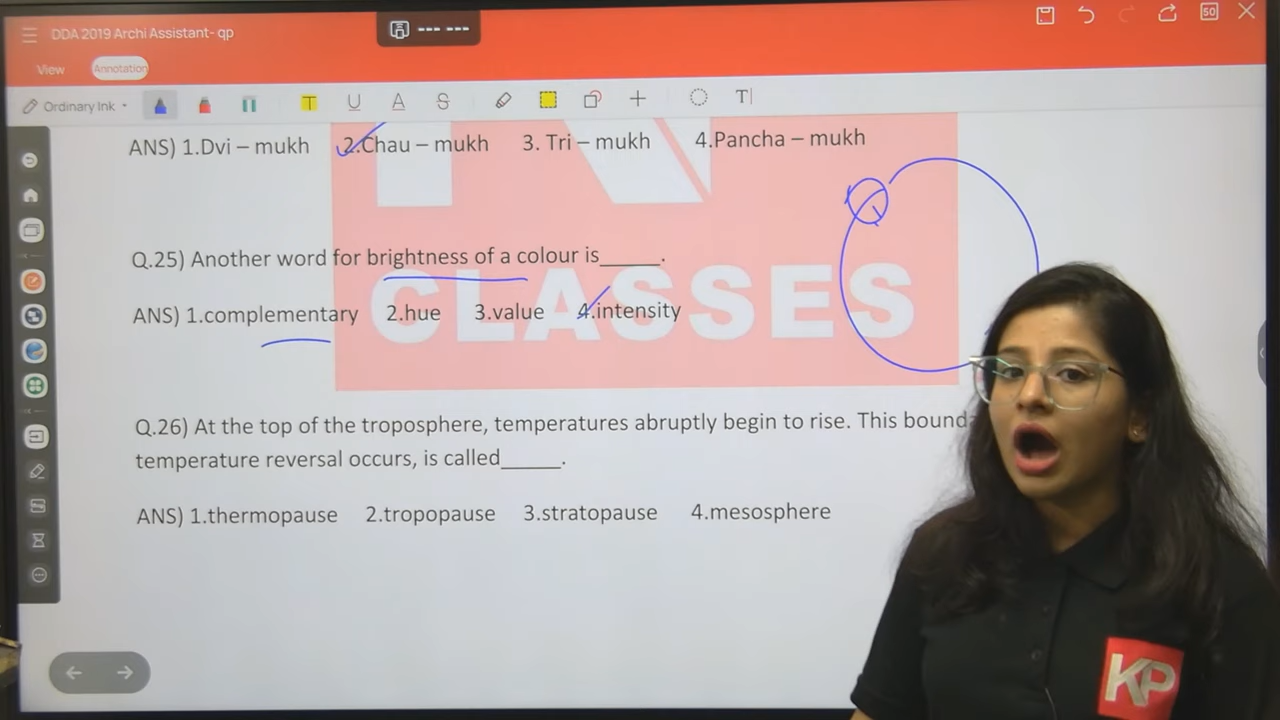 DDA 2019 Archi Assistant- qp
50
View Annotation
Ordinary Ink T U A S T
ANS) 1.Dvi – mukh 2.Chau – mukh 3. Tri – mukh 4.Pancha – mukh
Q.25) Another word for brightness of a colour is_____.
CLASSES
ANS) 1.complementary 2.hue 3.value 4.intensity
Q.26) At the top of the troposphere, temperatures abruptly begin to rise. This
temperature reversal occurs, is called_____.
ANS) 1.thermopause 2.tropopause 3.stratopause 4.mesosphere
KP